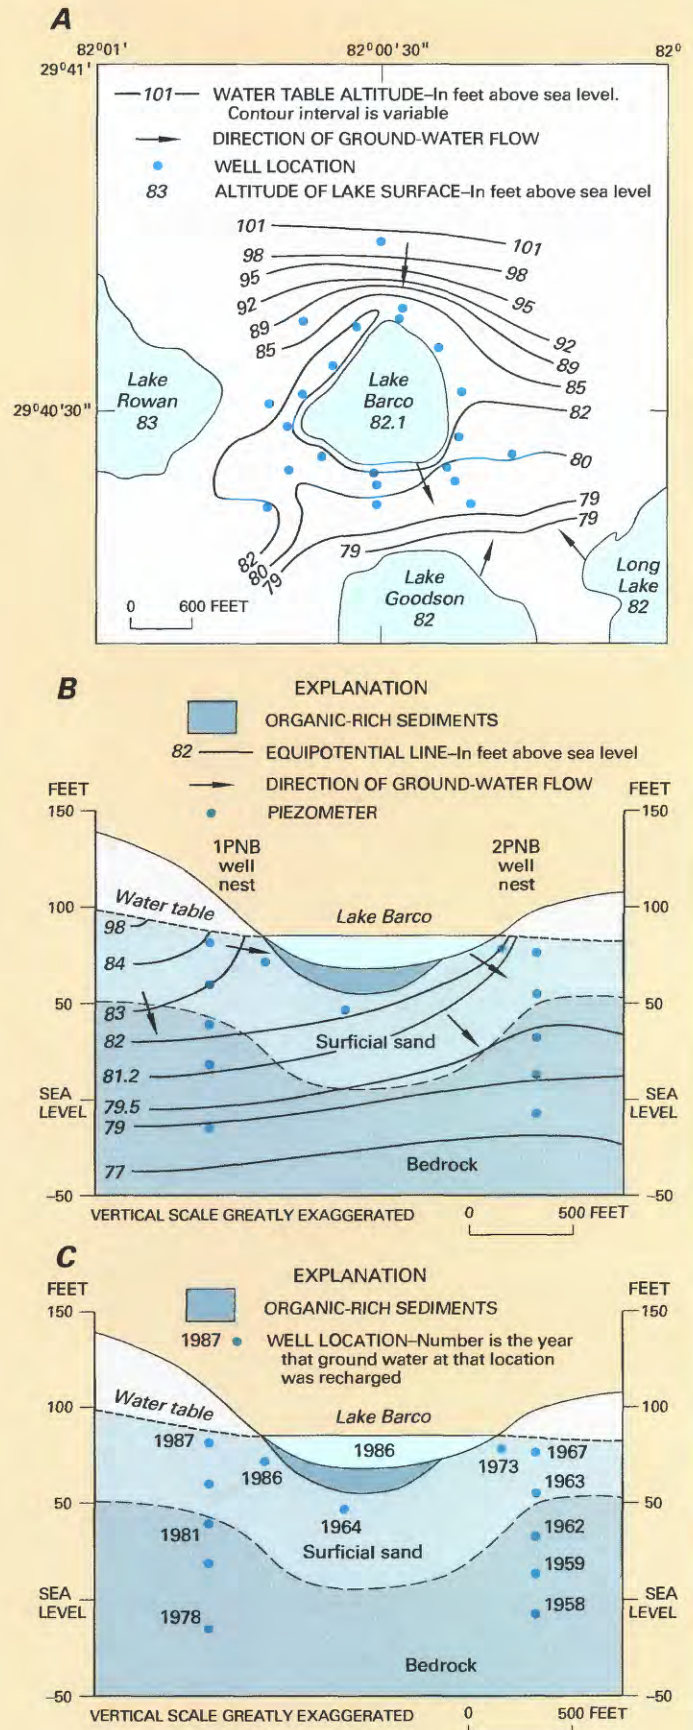 A
82°01'
82°00'30"
82°
29°41'
—101— WATER TABLE ALTITUDE–In feet above sea level.
Contour interval is variable
DIRECTION OF GROUND-WATER FLOW
WELL LOCATION
83 ALTITUDE OF LAKE SURFACE–In feet above sea level
101
101
98
98
95
95
92
92
89
89
85
85
Lake
Rowan
83
Lake
Barco
82.1
29°40'30"
82
80
79
79
82
80
79
79
Lake
Goodson
82
Long
Lake
82
0 600 FEET
B
EXPLANATION
ORGANIC-RICH SEDIMENTS
82 EQUIPOTENTIAL LINE–In feet above sea level
DIRECTION OF GROUND-WATER FLOW
PIEZOMETER
FEET
150
FEET
150
1PNB
well
nest
2PNB
well
nest
Water table
Lake Barco
100
100
98
84
50
50
83
82
Surficial sand
81.2
SEA
LEVEL
SEA
LEVEL
79.5
79
77
Bedrock
–50
–50
VERTICAL SCALE GREATLY EXAGGERATED
0 500 FEET
C
EXPLANATION
ORGANIC-RICH SEDIMENTS
1987 WELL LOCATION–Number is the year
that ground water at that location
was recharged
FEET
150
FEET
150
Water table
Lake Barco
100
100
1987
1986
1986
1973
1967
1963
50
50
1964
1981
1962
Surficial sand
1959
SEA
LEVEL
SEA
LEVEL
1978
1958
Bedrock
–50
–50
VERTICAL SCALE GREATLY EXAGGERATED
0 500 FEET